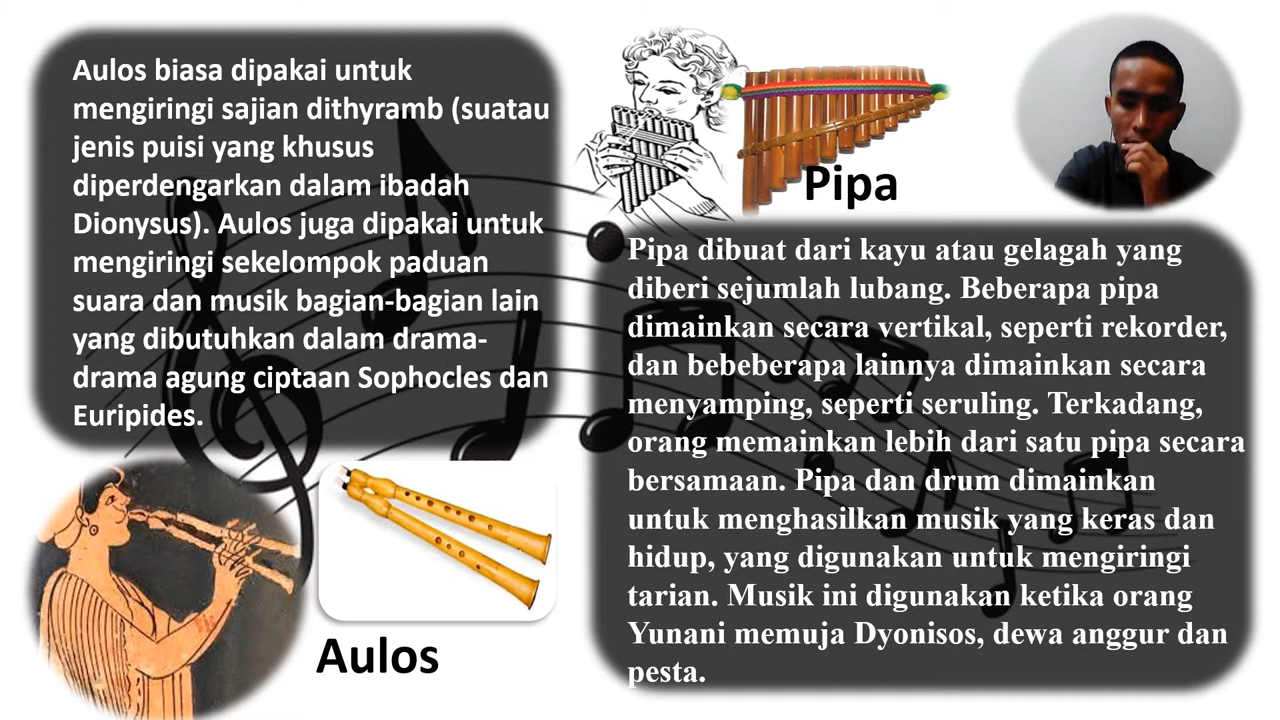 Aulos biasa dipakai untuk
mengiringi sajian dithyramb (suatau
jenis puisi yang khusus
diperdengarkan dalam ibadah
Dionysus). Aulos juga dipakai untuk
mengiringi sekelompok paduan
suara dan musik bagian-bagian lain
yang dibutuhkan dalam drama-
drama agung ciptaan Sophocles dan
Euripides.
Aulos
Pipa
Pipa dibuat dari kayu atau gelagah yang
diberi sejumlah lubang. Beberapa pipa
dimainkan secara vertikal, seperti rekorder,
dan bebeberapa lainnya dimainkan secara
menyamping, seperti seruling. Terkadang,
orang memainkan lebih dari satu pipa secara
bersamaan. Pipa dan drum dimainkan
untuk menghasilkan musik yang keras dan
hidup, yang digunakan untuk mengiringi
tarian. Musik ini digunakan ketika orang
Yunani memuja Dyonisos, dewa anggur dan
pesta.